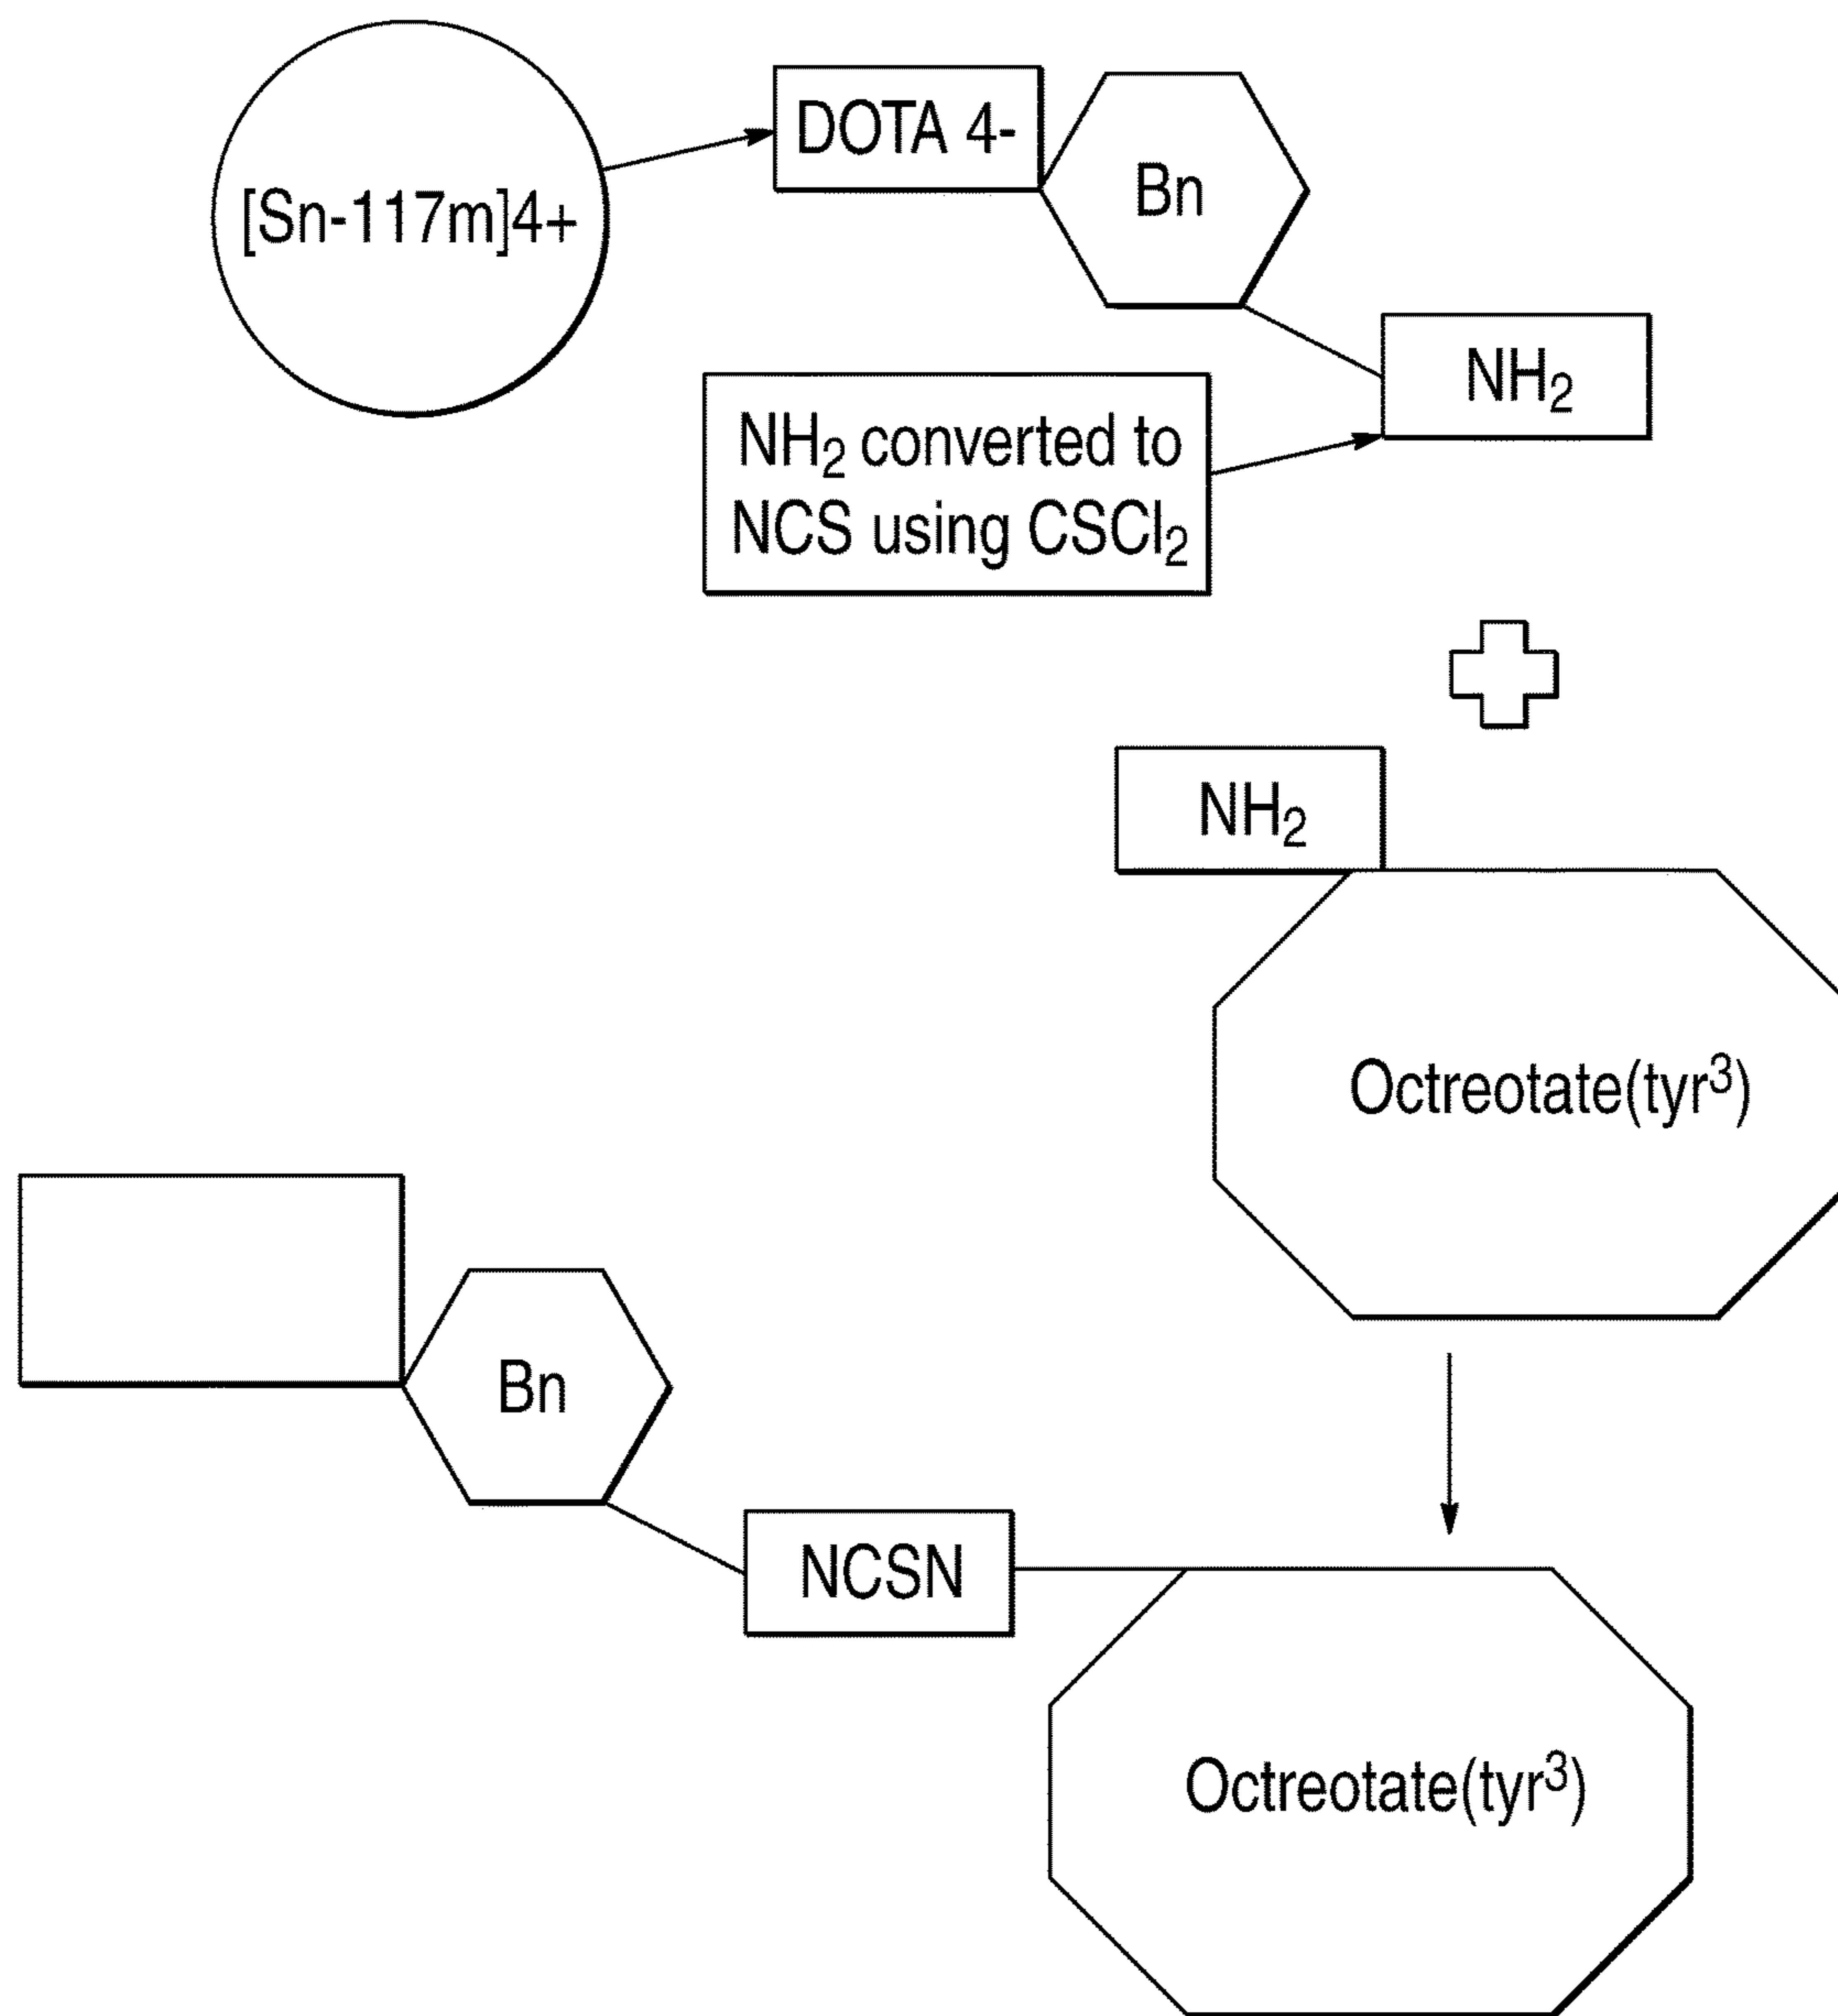 [Sn-117m]4+
DOTA 4-
Bn
NH₂
NH₂ converted to
NCS using CSCl₂
NH₂
Octreotate(tyr³)
Bn
NCSN
Octreotate(tyr³)